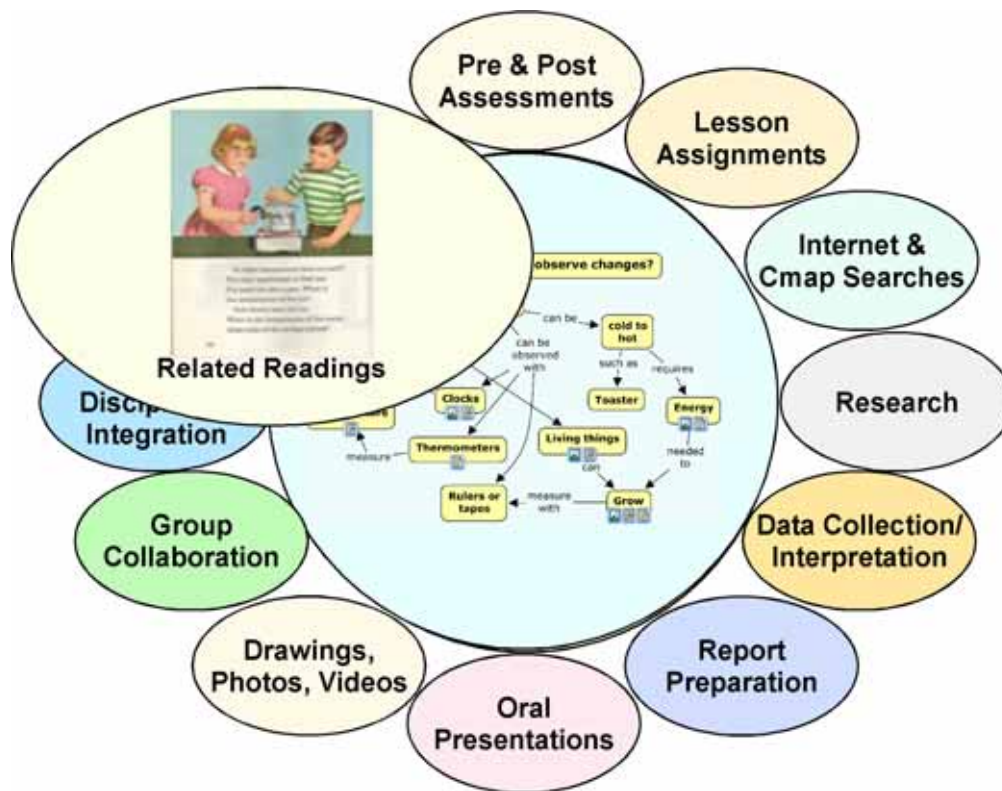 Pre & Post
Assessments
Lesson
Assignments
Internet &
Cmap Searches
Research
Data Collection/
Interpretation
Report
Preparation
Oral
Presentations
Drawings,
Photos, Videos
Group
Collaboration
Integration
Related Readings
observe changes?
can be
cold to
hot
can be
observed
with
such as
requires
Toaster
Energy
Clocks
Living things
Thermometers
measure
can
needed
to
Rulers or
tapes
measure
with
Grow